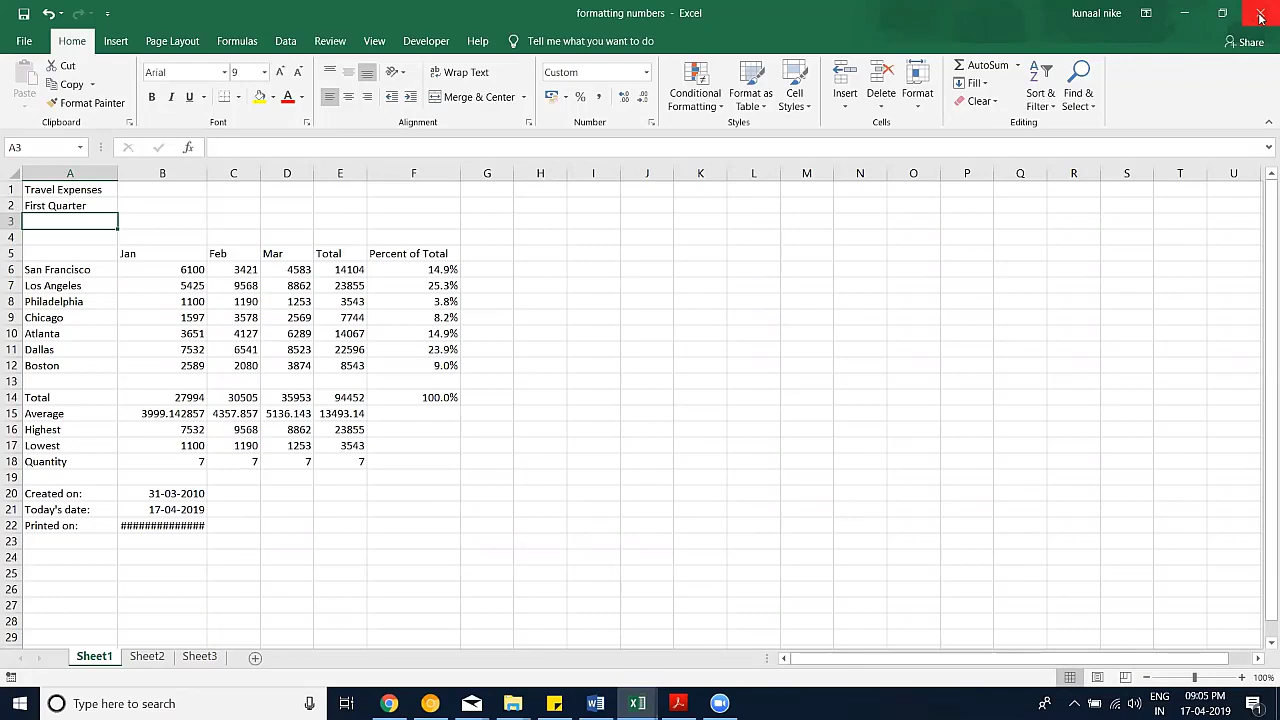 formatting numbers - Excel
kunaal nike
File Home Insert Page Layout Formulas Data Review View Developer Help Tell me what you want to do Share
Paste Cut Copy Format Painter Clipboard
Arial 9 A A B I U A Font
Wrap Text Merge & Center Alignment
Custom % , Number
Conditional Formatting Format as Table Cell Styles Styles
Insert Delete Format Cells
AutoSum Fill Clear Sort & Filter Find & Select Editing
A3 fx
A B C D E F G H I J K L M N O P Q R S T U
1 Travel Expenses
2 First Quarter
3
4
5 Jan Feb Mar Total Percent of Total
6 San Francisco 6100 3421 4583 14104 14.9%
7 Los Angeles 5425 9568 8862 23855 25.3%
8 Philadelphia 1100 1190 1253 3543 3.8%
9 Chicago 1597 3578 2569 7744 8.2%
10 Atlanta 3651 4127 6289 14067 14.9%
11 Dallas 7532 6541 8523 22596 23.9%
12 Boston 2589 2080 3874 8543 9.0%
13
14 Total 27994 30505 35953 94452 100.0%
15 Average 3999.142857 4357.857 5136.143 13493.14
16 Highest 7532 9568 8862 23855
17 Lowest 1100 1190 1253 3543
18 Quantity 7 7 7 7
19
20 Created on: 31-03-2010
21 Today's date: 17-04-2019
22 Printed on: ##############
23
24
25
26
27
28
29
Sheet1 Sheet2 Sheet3
100%
Type here to search
ENG 09:05 PM
IN 17-04-2019